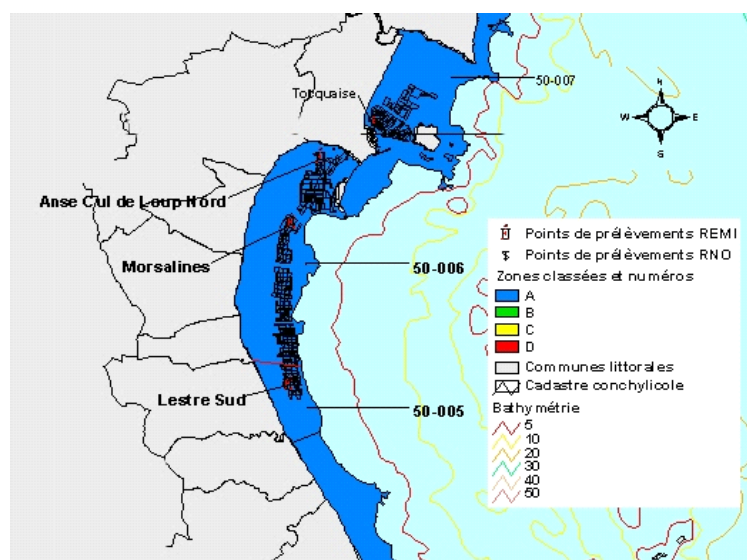 50-007
Torquaise
N
W E
S
Anse Cul de Loup Nord
Morsalines
50-006
Lestre Sud
50-005
Points de prélèvements REMI
Points de prélèvements RNO
Zones classées et numéros
A
B
C
D
Communes littorales
Cadastre conchylicole
Bathymétrie
5
10
20
30
40
50